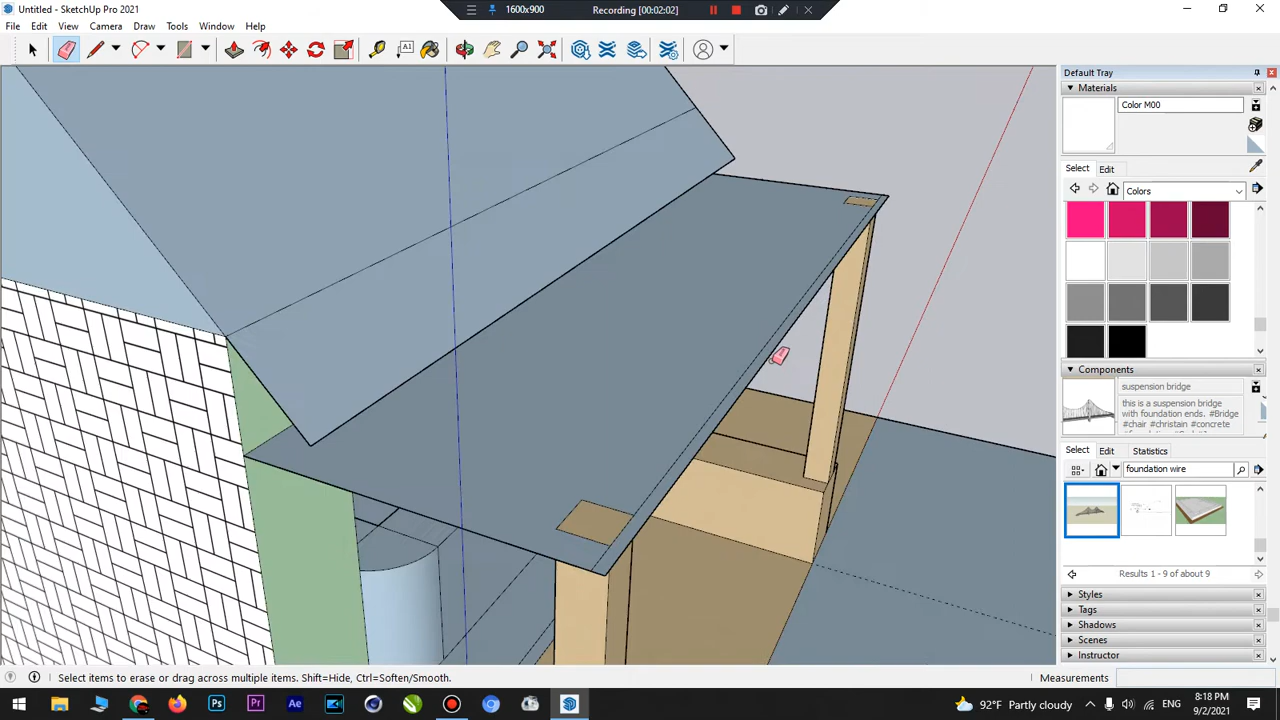 Untitled - SketchUp Pro 2021
1600x900
Recording [00:02:02]
File Edit View Camera Draw Tools Window Help
A1
Default Tray
Materials
Color M00
Select Edit
Colors
Components
suspension bridge
this is a suspension bridge
with foundation ends. #Bridge
#chair #christain #concrete
Select Edit Statistics
foundation wire
Results 1 - 9 of about 9
Styles
Tags
Shadows
Scenes
Instructor
Select items to erase or drag across multiple items. Shift=Hide, Ctrl=Soften/Smooth.
Measurements
Ps Pr Ae
92°F Partly cloudy
ENG
8:18 PM
9/2/2021